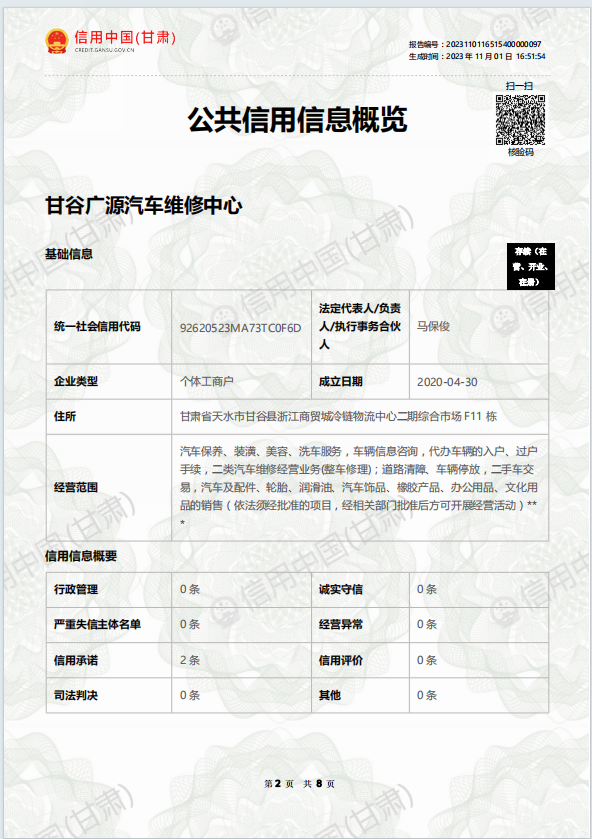 信用中国(甘肃)
CREDIT.GANSU.GOV.CN
报告编号：2023110116515400000097
生成时间：2023 年 11 月 01 日 16:51:54
扫一扫
核验码
公共信用信息概览
甘谷广源汽车维修中心
基础信息
存续（在
营、开业、
在册）
统一社会信用代码 92620523MA73TC0F6D
法定代表人/负责
人/执行事务合伙
人
马保俊
企业类型 个体工商户 成立日期 2020-04-30
住所 甘肃省天水市甘谷县浙江商贸城冷链物流中心二期综合市场 F11 栋
经营范围
汽车保养、装潢、美容、洗车服务，车辆信息咨询，代办车辆的入户、过户
手续，二类汽车维修经营业务(整车修理)；道路清障、车辆停放，二手车交
易，汽车及配件、轮胎、润滑油、汽车饰品、橡胶产品、办公用品、文化用
品的销售（依法须经批准的项目，经相关部门批准后方可开展经营活动）**
*
信用信息概要
行政管理 0 条 诚实守信 0 条
严重失信主体名单 0 条 经营异常 0 条
信用承诺 2 条 信用评价 0 条
司法判决 0 条 其他 0 条
第 2 页 共 8 页